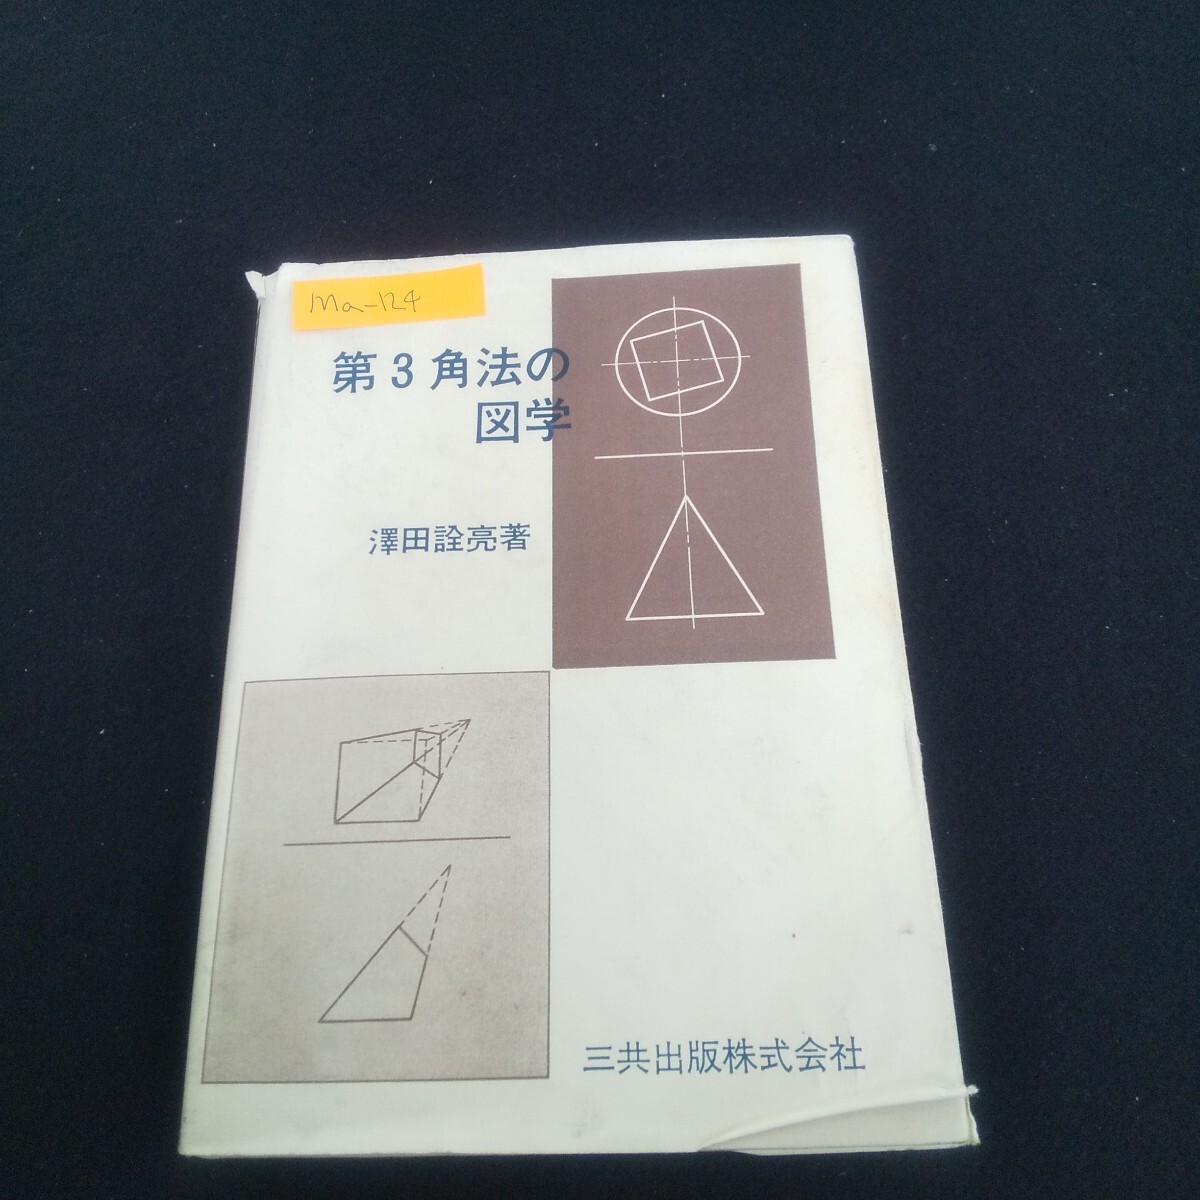 Ma-124
第3角法の
図学
澤田詮亮著
三共出版株式会社